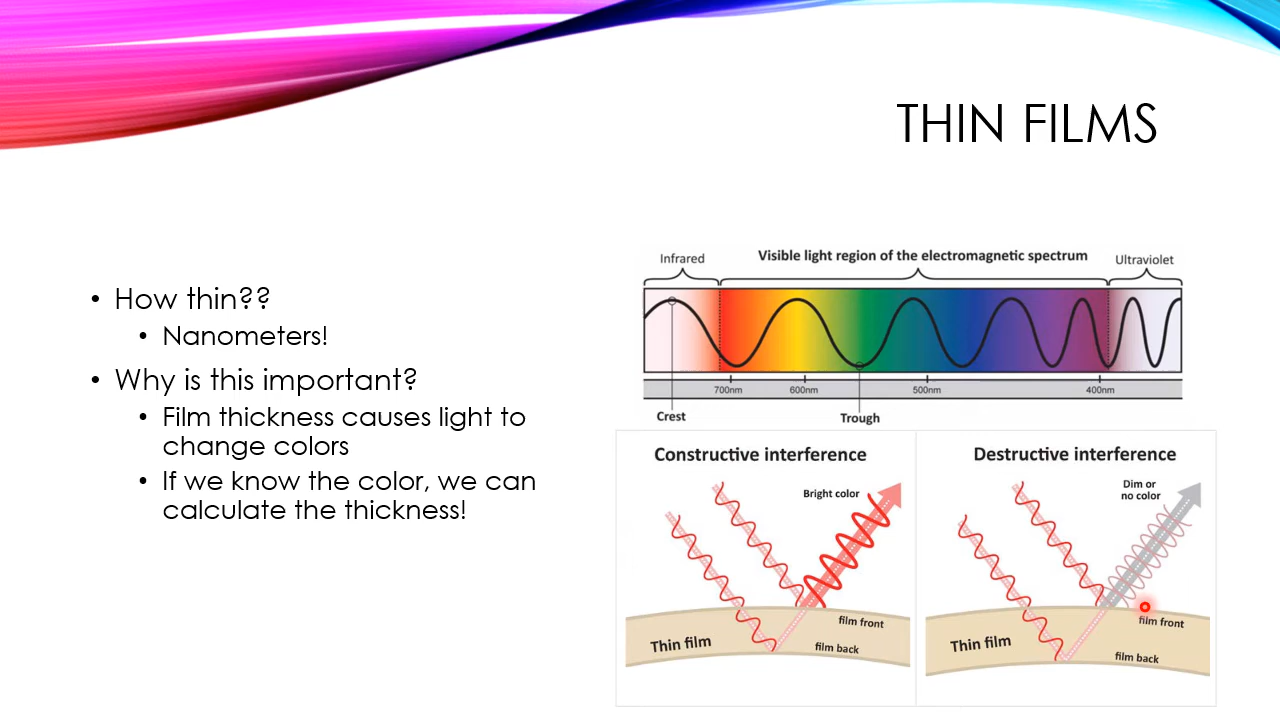 THIN FILMS
• How thin??
• Nanometers!
• Why is this important?
• Film thickness causes light to
change colors
• If we know the color, we can
calculate the thickness!
Infrared
Visible light region of the electromagnetic spectrum
Ultraviolet
700nm
600nm
500nm
400nm
Crest
Trough
Constructive interference
Bright color
Thin film
film front
film back
Destructive interference
Dim or
no color
Thin film
film front
film back